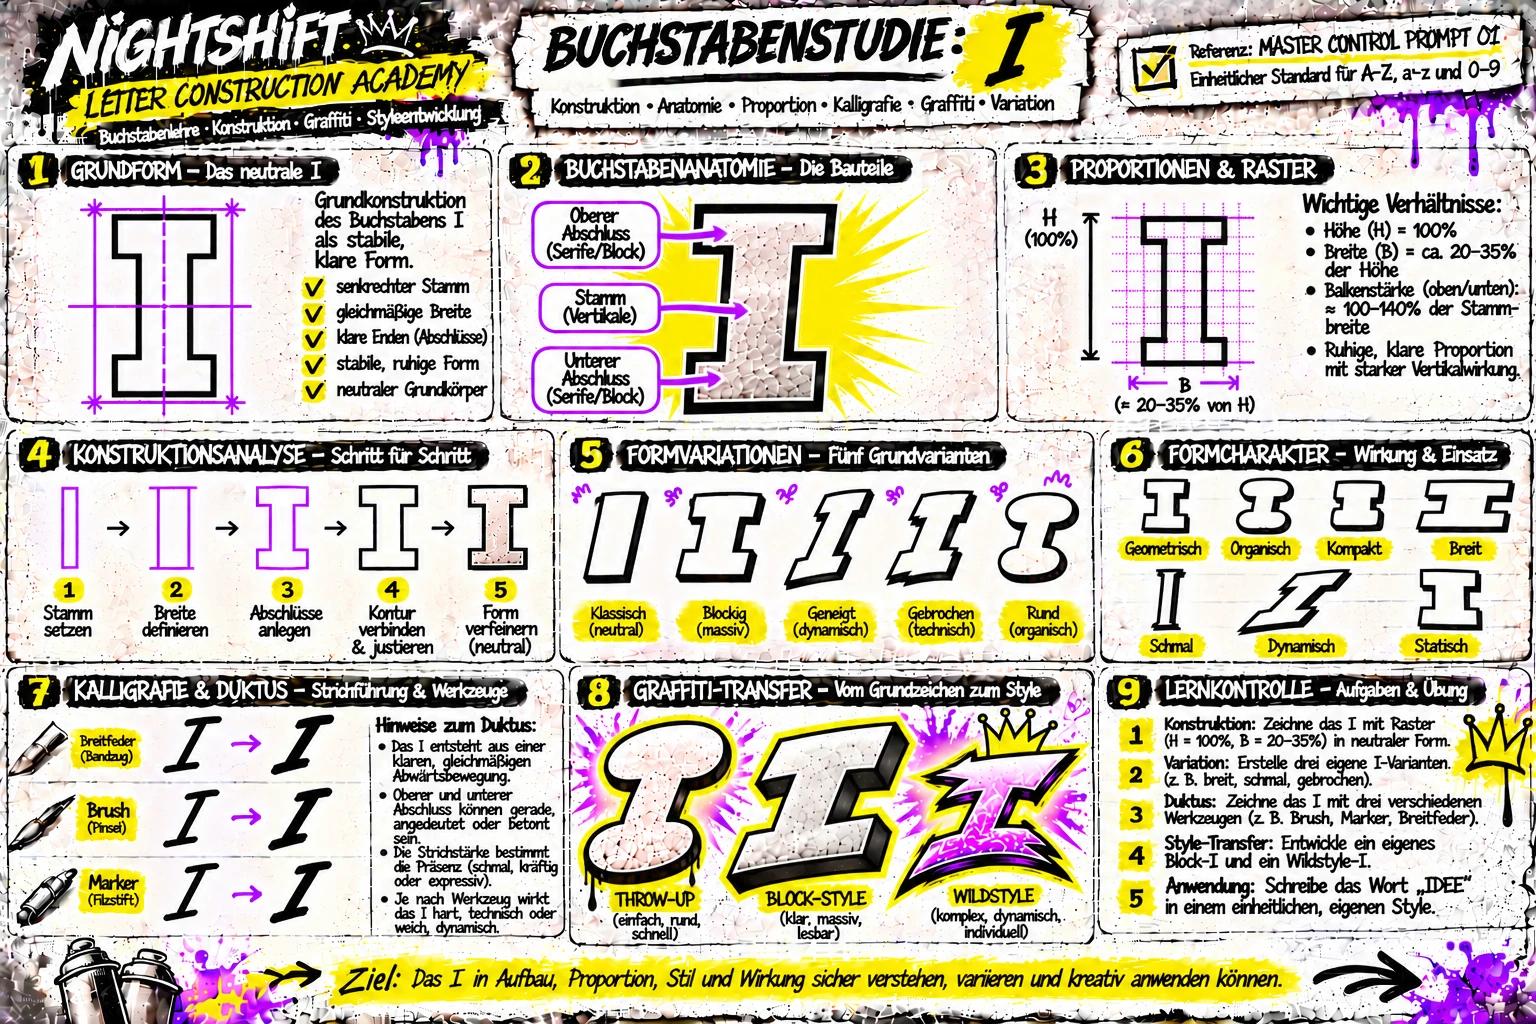 NIGHTSHIFT
LETTER CONSTRUCTION ACADEMY
Buchstabenlehre • Konstruktion • Graffiti • Styleentwicklung
BUCHSTABENSTUDIE: I
Konstruktion • Anatomie • Proportion • Kalligrafie • Graffiti • Variation
Referenz: MASTER CONTROL PROMPT 01
Einheitlicher Standard für A-Z, a-z und 0-9
1 GRUNDFORM – Das neutrale I
Grundkonstruktion
des Buchstabens I
als stabile,
klare Form.
senkrechter Stamm
gleichmäßige Breite
klare Enden (Abschlüsse)
stabile, ruhige Form
neutraler Grundkörper
2 BUCHSTABENANATOMIE – Die Bauteile
Oberer
Abschluss
(Serife/Block)
Stamm
(Vertikale)
Unterer
Abschluss
(Serife/Block)
3 PROPORTIONEN & RASTER
H
(100%)
B
(≈ 20-35% von H)
Wichtige Verhältnisse:
• Höhe (H) = 100%
• Breite (B) = ca. 20-35%
der Höhe
• Balkenstärke (oben/unten):
≈ 100-140% der Stamm-
breite
• Ruhige, klare Proportion
mit starker Vertikalwirkung.
4 KONSTRUKTIONSANALYSE – Schritt für Schritt
1
Stamm
setzen
2
Breite
definieren
3
Abschlüsse
anlegen
4
Kontur
verbinden
& justieren
5
Form
verfeinern
(neutral)
5 FORMVARIATIONEN – Fünf Grundvarianten
Klassisch
(neutral)
Blockig
(massiv)
Geneigt
(dynamisch)
Gebrochen
(technisch)
Rund
(organisch)
6 FORMCHARAKTER – Wirkung & Einsatz
Geometrisch
Organisch
Kompakt
Breit
Schmal
Dynamisch
Statisch
7 KALLIGRAFIE & DUKTUS – Strichführung & Werkzeuge
Breitfeder
(Bandzug)
I → I
Brush
(Pinsel)
I → I
Marker
(Filzstift)
I → I
Hinweise zum Duktus:
• Das I entsteht aus einer
klaren, gleichmäßigen
Abwärtsbewegung.
• Oberer und unterer
Abschluss können gerade,
angedeutet oder betont
sein.
• Die Strichstärke bestimmt
die Präsenz (schmal, kräftig
oder expressiv).
• Je nach Werkzeug wirkt
das I hart, technisch oder
weich, dynamisch.
8 GRAFFITI-TRANSFER – Vom Grundzeichen zum Style
THROW-UP
(einfach, rund,
schnell)
BLOCK-STYLE
(klar, massiv,
lesbar)
WILDSTYLE
(komplex, dynamisch,
individuell)
9 LERNKONTROLLE – Aufgaben & Übung
1 Konstruktion: Zeichne das I mit Raster
(H = 100%, B = 20-35%) in neutraler Form.
2 Variation: Erstelle drei eigene I-Varianten.
(z. B. breit, schmal, gebrochen).
3 Duktus: Zeichne das I mit drei verschiedenen
Werkzeugen (z. B. Brush, Marker, Breitfeder).
4 Style-Transfer: Entwickle ein eigenes
Block-I und ein Wildstyle-I.
5 Anwendung: Schreibe das Wort „IDEE"
in einem einheitlichen, eigenen Style.
Ziel: Das I in Aufbau, Proportion, Stil und Wirkung sicher verstehen, variieren und kreativ anwenden können.